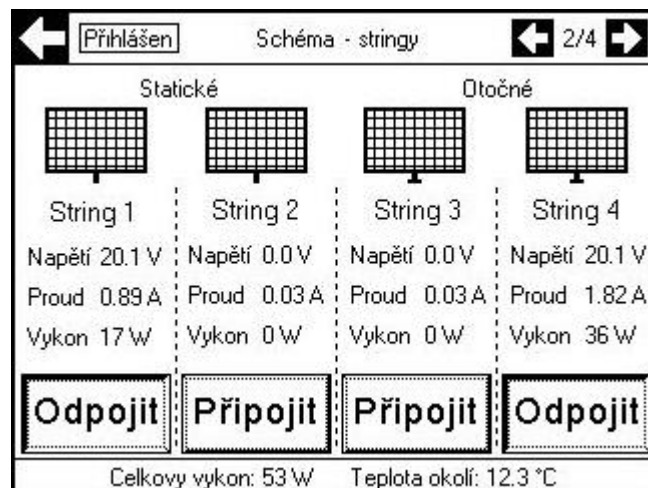 Přihlášen Schéma - stringy 2/4
Statické Otočné
String 1 String 2 String 3 String 4
Napětí 20.1 V Napětí 0.0 V Napětí 0.0 V Napětí 20.1 V
Proud 0.89 A Proud 0.03 A Proud 0.03 A Proud 1.82 A
Vykon 17 W Vykon 0 W Vykon 0 W Vykon 36 W
Odpojit Připojit Připojit Odpojit
Celkovy vykon: 53 W Teplota okolí: 12.3 °C